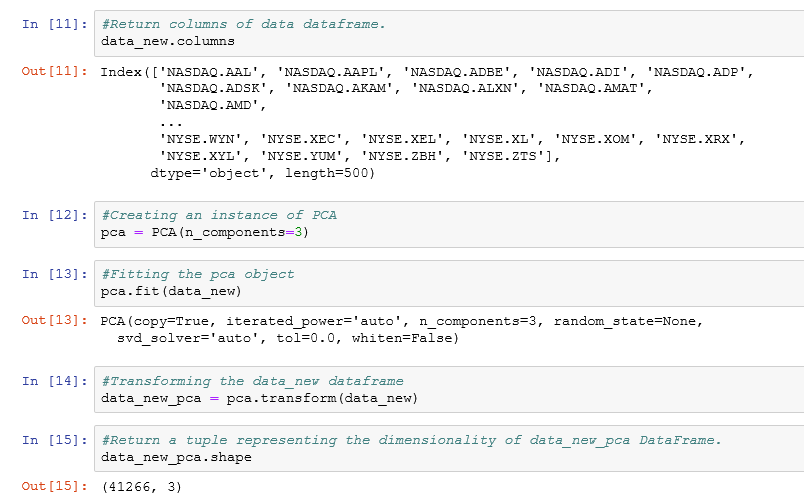 In [11]: #Return columns of data dataframe.
data_new.columns
Out[11]: Index(['NASDAQ.AAL', 'NASDAQ.AAPL', 'NASDAQ.ADBE', 'NASDAQ.ADI', 'NASDAQ.ADP',
'NASDAQ.ADSK', 'NASDAQ.AKAM', 'NASDAQ.ALXN', 'NASDAQ.AMAT',
'NASDAQ.AMD',
...
'NYSE.WYN', 'NYSE.XEC', 'NYSE.XEL', 'NYSE.XL', 'NYSE.XOM', 'NYSE.XRX',
'NYSE.XYL', 'NYSE.YUM', 'NYSE.ZBH', 'NYSE.ZTS'],
dtype='object', length=500)
In [12]: #Creating an instance of PCA
pca = PCA(n_components=3)
In [13]: #Fitting the pca object
pca.fit(data_new)
Out[13]: PCA(copy=True, iterated_power='auto', n_components=3, random_state=None,
svd_solver='auto', tol=0.0, whiten=False)
In [14]: #Transforming the data_new dataframe
data_new_pca = pca.transform(data_new)
In [15]: #Return a tuple representing the dimensionality of data_new_pca DataFrame.
data_new_pca.shape
Out[15]: (41266, 3)